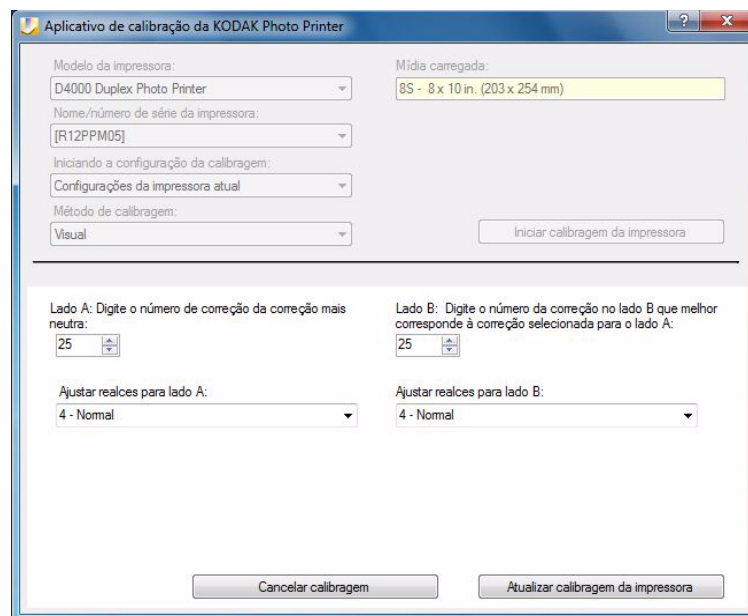 Aplicativo de calibração da KODAK Photo Printer
Modelo da impressora:
D4000 Duplex Photo Printer
Mídia carregada:
8S - 8 x 10 in. (203 x 254 mm)
Nome/número de série da impressora:
[R12PPM05]
Iniciando a configuração da calibragem:
Configurações da impressora atual
Método de calibragem:
Visual
Iniciar calibragem da impressora
Lado A: Digite o número de correção da correção mais
neutra:
25
Lado B: Digite o número da correção no lado B que melhor
corresponde à correção selecionada para o lado A:
25
Ajustar realces para lado A:
4 - Normal
Ajustar realces para lado B:
4 - Normal
Cancelar calibragem
Atualizar calibragem da impressora